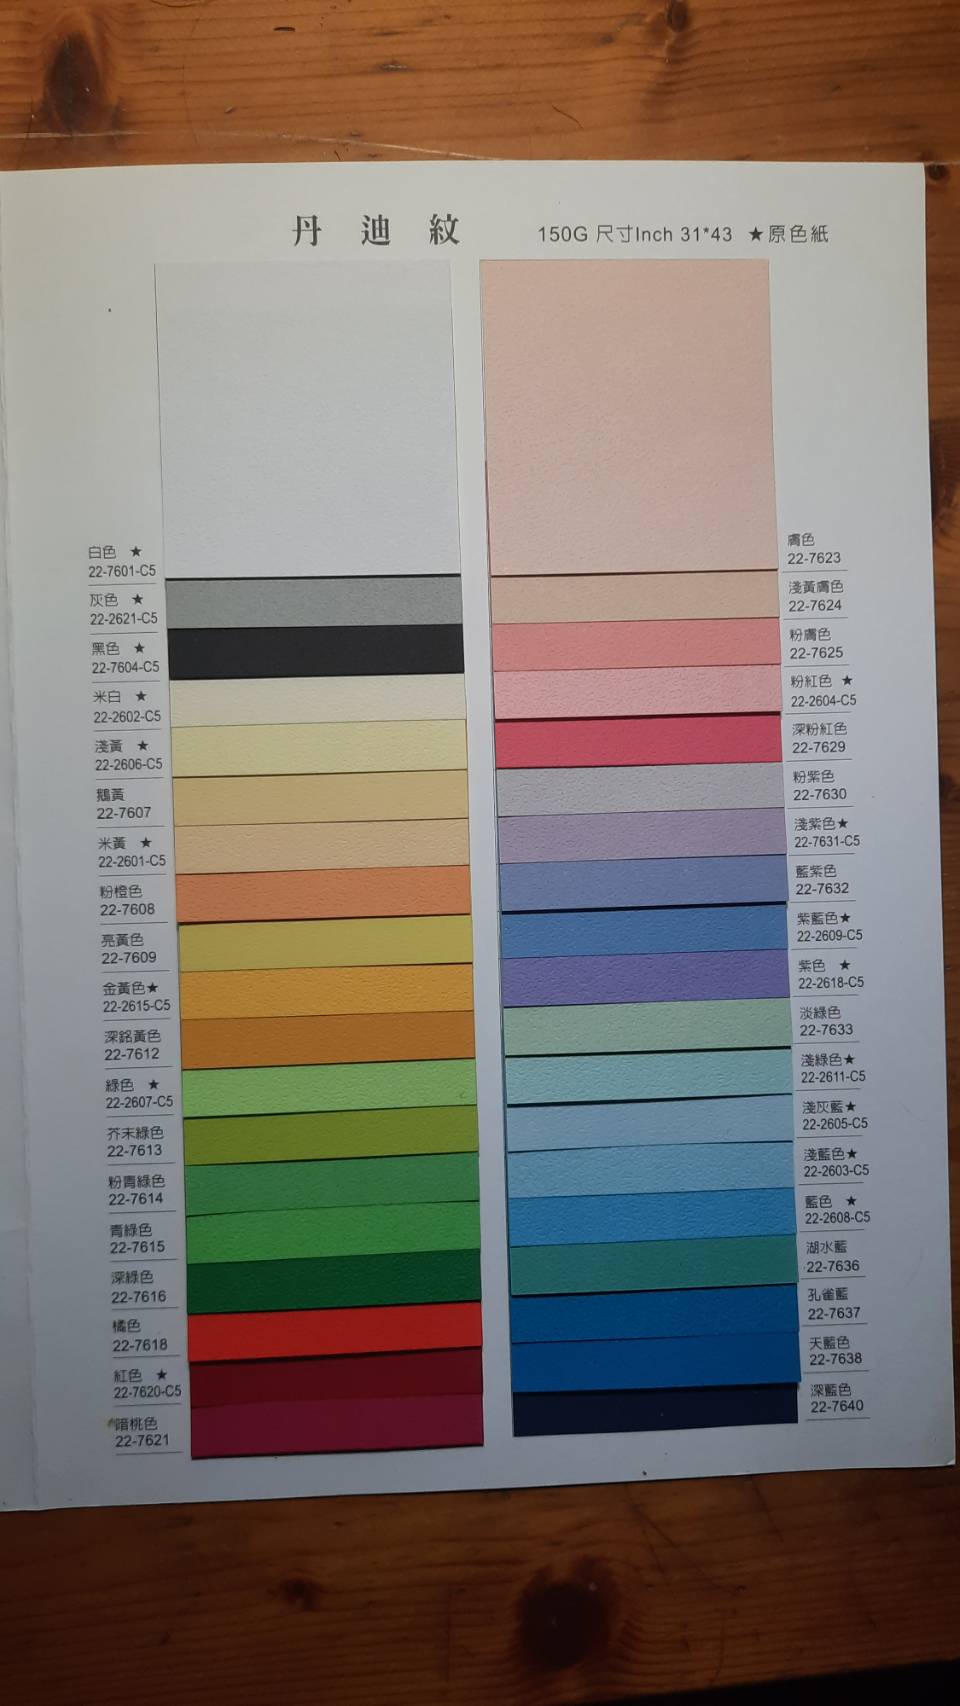 丹迪紋 150G 尺寸Inch 31*43 ★原色紙
白色 ★
22-7601-C5
灰色 ★
22-2621-C5
黑色 ★
22-7604-C5
米白 ★
22-2602-C5
淺黃 ★
22-2606-C5
鵝黃
22-7607
米黃 ★
22-2601-C5
粉橙色
22-7608
亮黃色
22-7609
金黃色★
22-2615-C5
深鉻黃色
22-7612
綠色 ★
22-2607-C5
芥末綠色
22-7613
粉青綠色
22-7614
青綠色
22-7615
深綠色
22-7616
橘色
22-7618
紅色 ★
22-7620-C5
暗桃色
22-7621
膚色
22-7623
淺黃膚色
22-7624
粉膚色
22-7625
粉紅色 ★
22-2604-C5
深粉紅色
22-7629
粉紫色
22-7630
淺紫色★
22-7631-C5
藍紫色
22-7632
紫藍色★
22-2609-C5
紫色 ★
22-2618-C5
淡綠色
22-7633
淺綠色★
22-2611-C5
淺灰藍★
22-2605-C5
淺藍色★
22-2603-C5
藍色 ★
22-2608-C5
湖水藍
22-7636
孔雀藍
22-7637
天藍色
22-7638
深藍色
22-7640